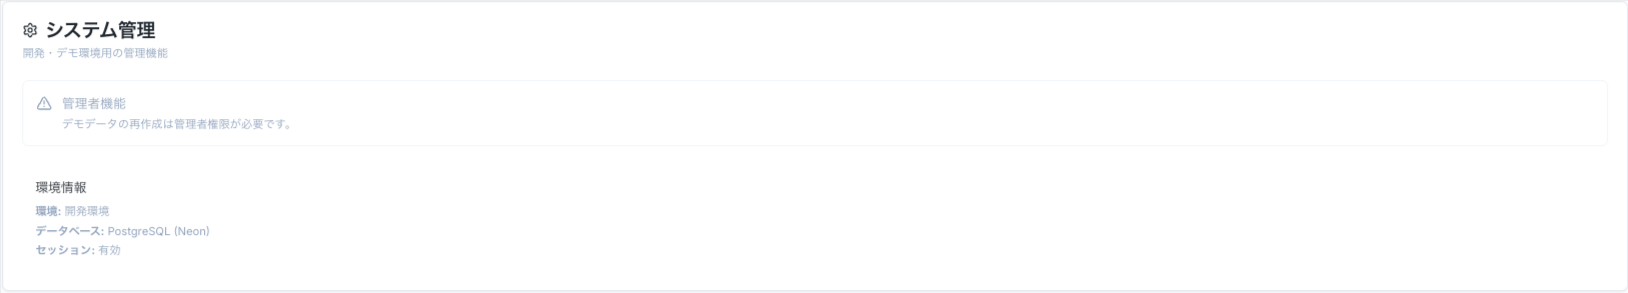 システム管理
開発・デモ環境用の管理機能
管理者機能
デモデータの再作成は管理者権限が必要です。
環境情報
環境: 開発環境
データベース: PostgreSQL (Neon)
セッション: 有効